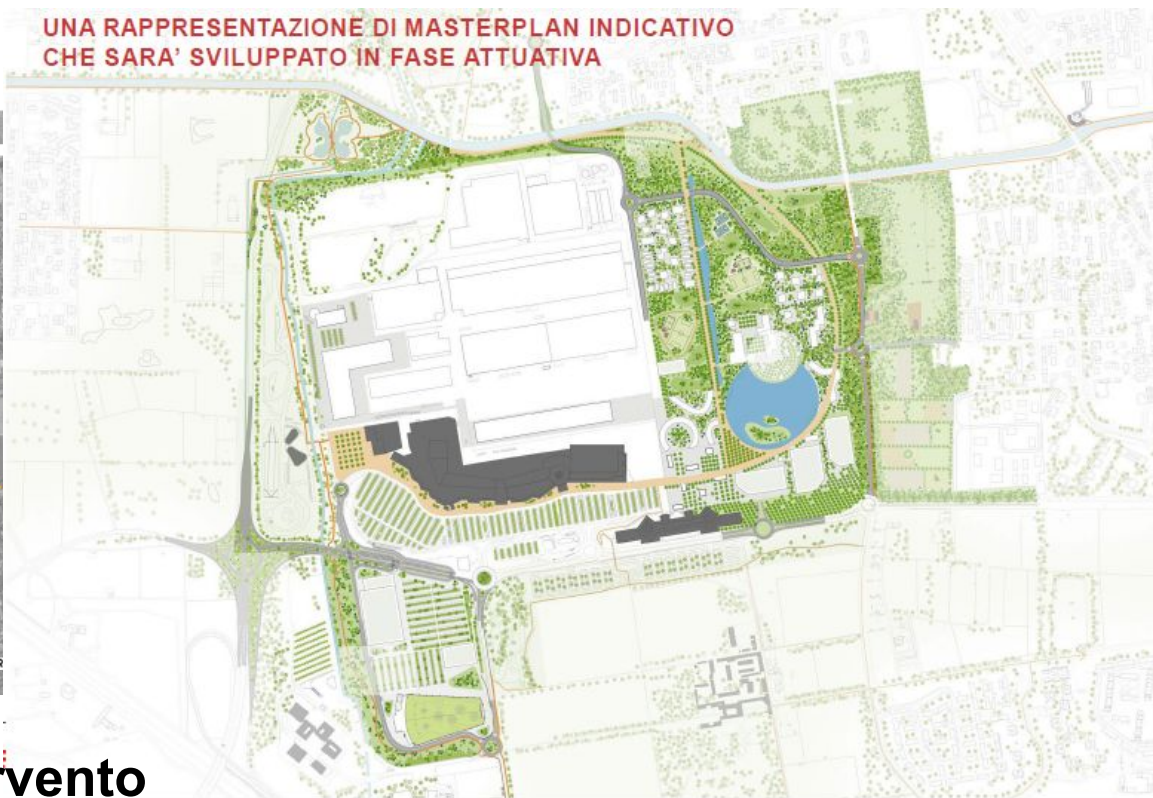 UNA RAPPRESENTAZIONE DI MASTERPLAN INDICATIVO
CHE SARA' SVILUPPATO IN FASE ATTUATIVA
rvento